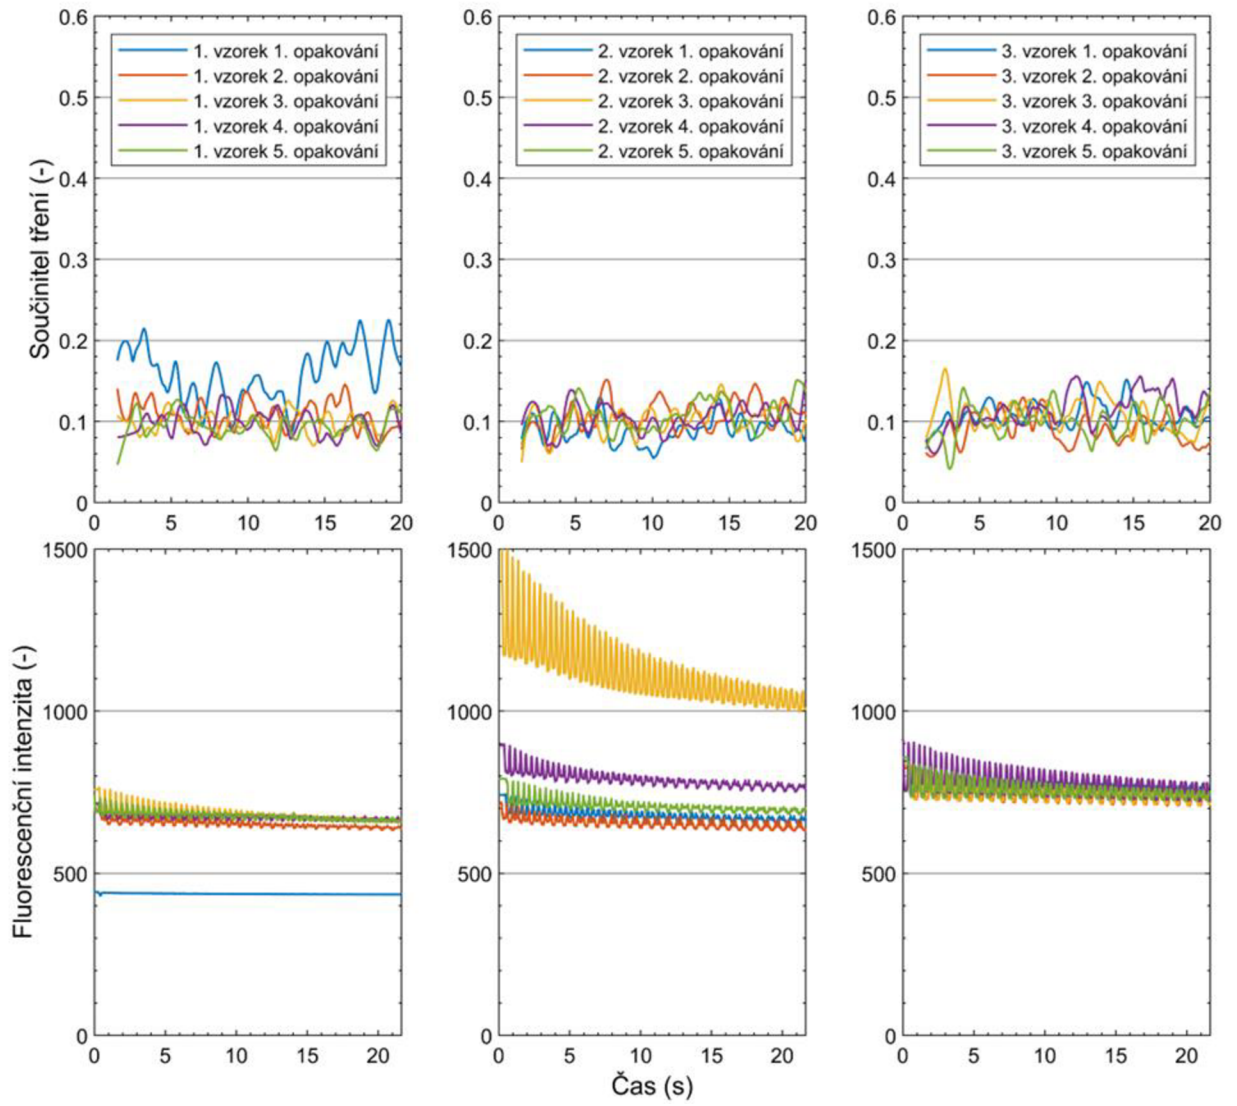 Součinitel tření (-)
0.6
0.5
0.4
0.3
0.2
0.1
0
1. vzorek 1. opakování
1. vzorek 2. opakování
1. vzorek 3. opakování
1. vzorek 4. opakování
1. vzorek 5. opakování
0 5 10 15 20
0.6
0.5
0.4
0.3
0.2
0.1
0
2. vzorek 1. opakování
2. vzorek 2. opakování
2. vzorek 3. opakování
2. vzorek 4. opakování
2. vzorek 5. opakování
0 5 10 15 20
0.6
0.5
0.4
0.3
0.2
0.1
0
3. vzorek 1. opakování
3. vzorek 2. opakování
3. vzorek 3. opakování
3. vzorek 4. opakování
3. vzorek 5. opakování
0 5 10 15 20
Fluorescenční intenzita (-)
1500
1000
500
0
0 5 10 15 20
1500
1000
500
0
0 5 10 15 20
1500
1000
500
0
0 5 10 15 20
Čas (s)